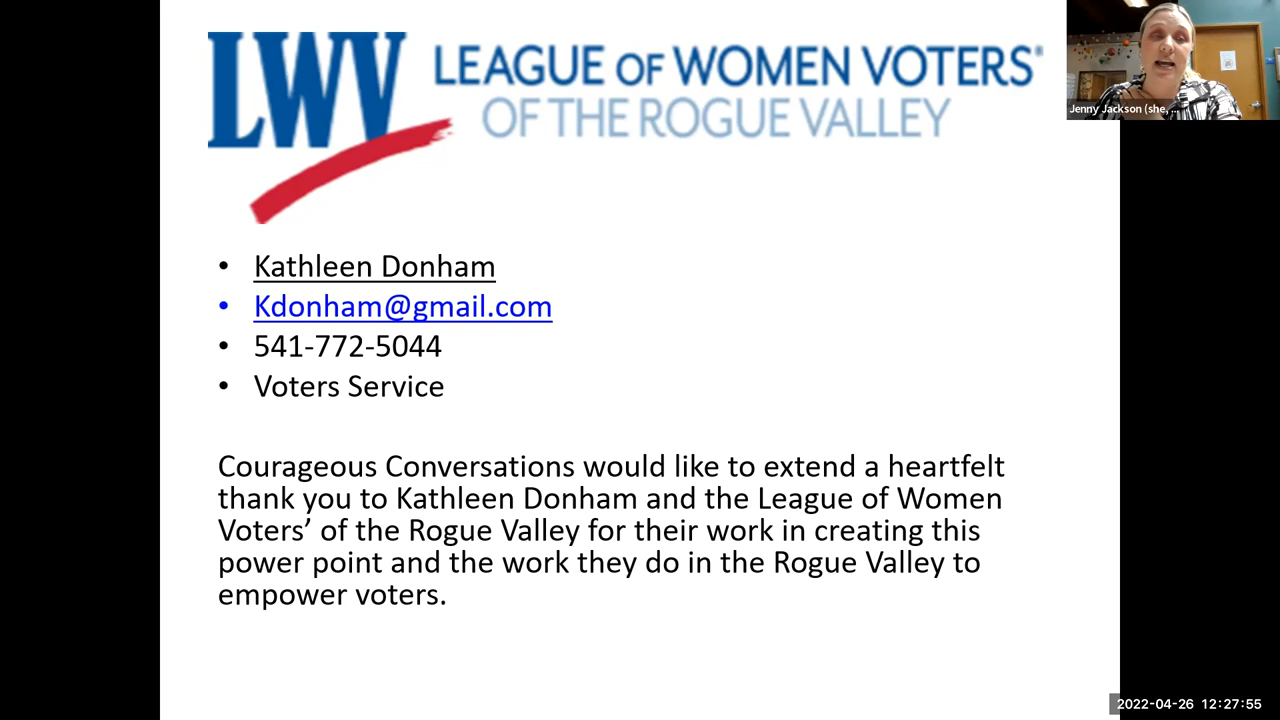 LWV LEAGUE OF WOMEN VOTERS®
OF THE ROGUE VALLEY
Jenny Jackson (she, ...
• Kathleen Donham
• Kdonham@gmail.com
• 541-772-5044
• Voters Service
Courageous Conversations would like to extend a heartfelt
thank you to Kathleen Donham and the League of Women
Voters’ of the Rogue Valley for their work in creating this
power point and the work they do in the Rogue Valley to
empower voters.
2022-04-26 12:27:55